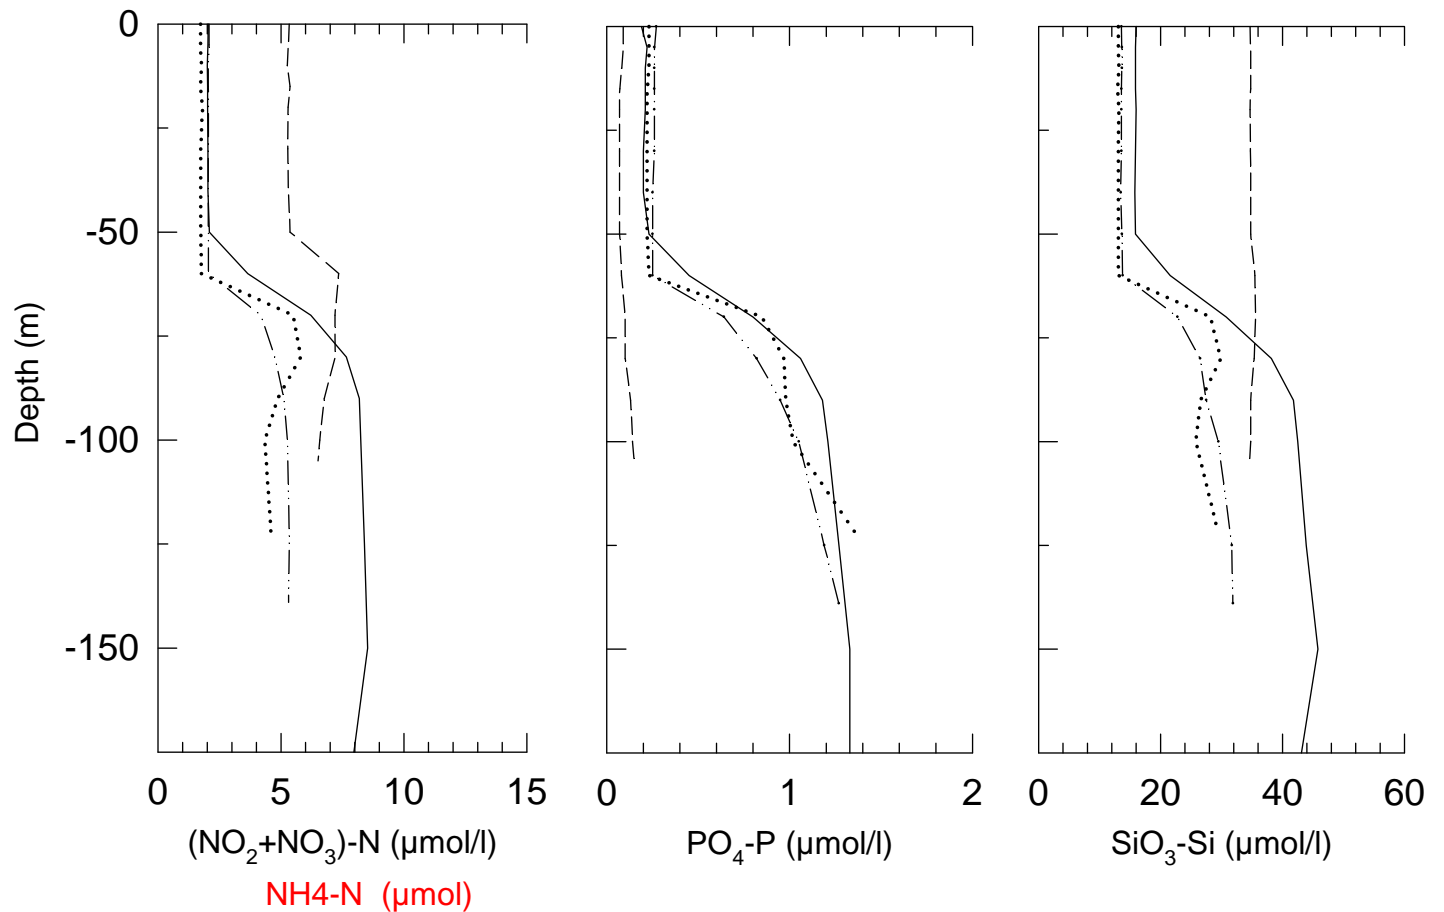 0
-50
-100
-150
Depth (m)
0 5 10 15
0 1 2
0 20 40 60
(NO₂+NO₃)-N (µmol/l)
PO₄-P (µmol/l)
SiO₃-Si (µmol/l)
NH4-N (µmol)